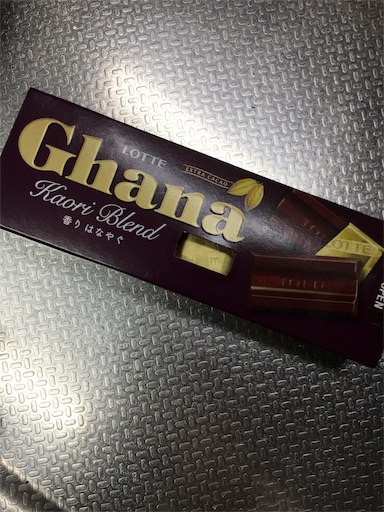 LOTTE
EXTRA CACAO
Ghana
Kaori Blend
香りはなやぐ
LOTTE
LOTTE
OPEN